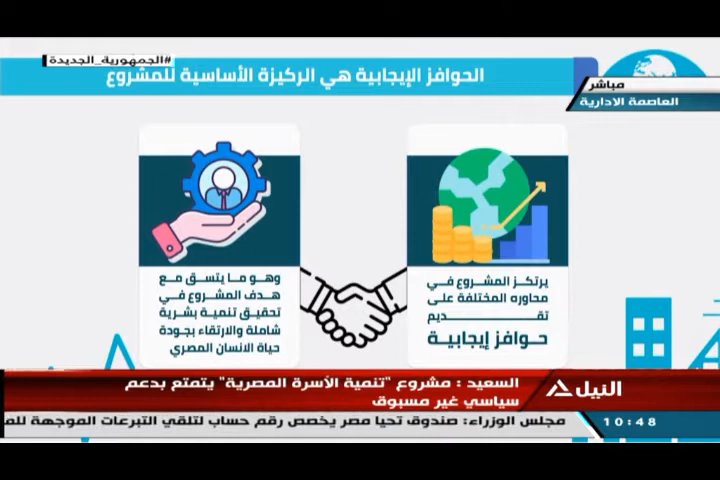 #الجمهورية_الجديدة
الحوافز الإيجابية هي الركيزة الأساسية للمشروع
مباشر
العاصمة الادارية
يرتكز المشروع في
محاوره المختلفة على
تقديم
حوافز إيجابية
وهو ما يتسق مع
هدف المشروع في
تحقيق تنمية بشرية
شاملة والارتقاء بجودة
حياة الانسان المصري
النيل
السعيد : مشروع "تنمية الأسرة المصرية" يتمتع بدعم
سياسي غير مسبوق
10:48
مجلس الوزراء: صندوق تحيا مصر يخصص رقم حساب لتلقي التبرعات الموجهة